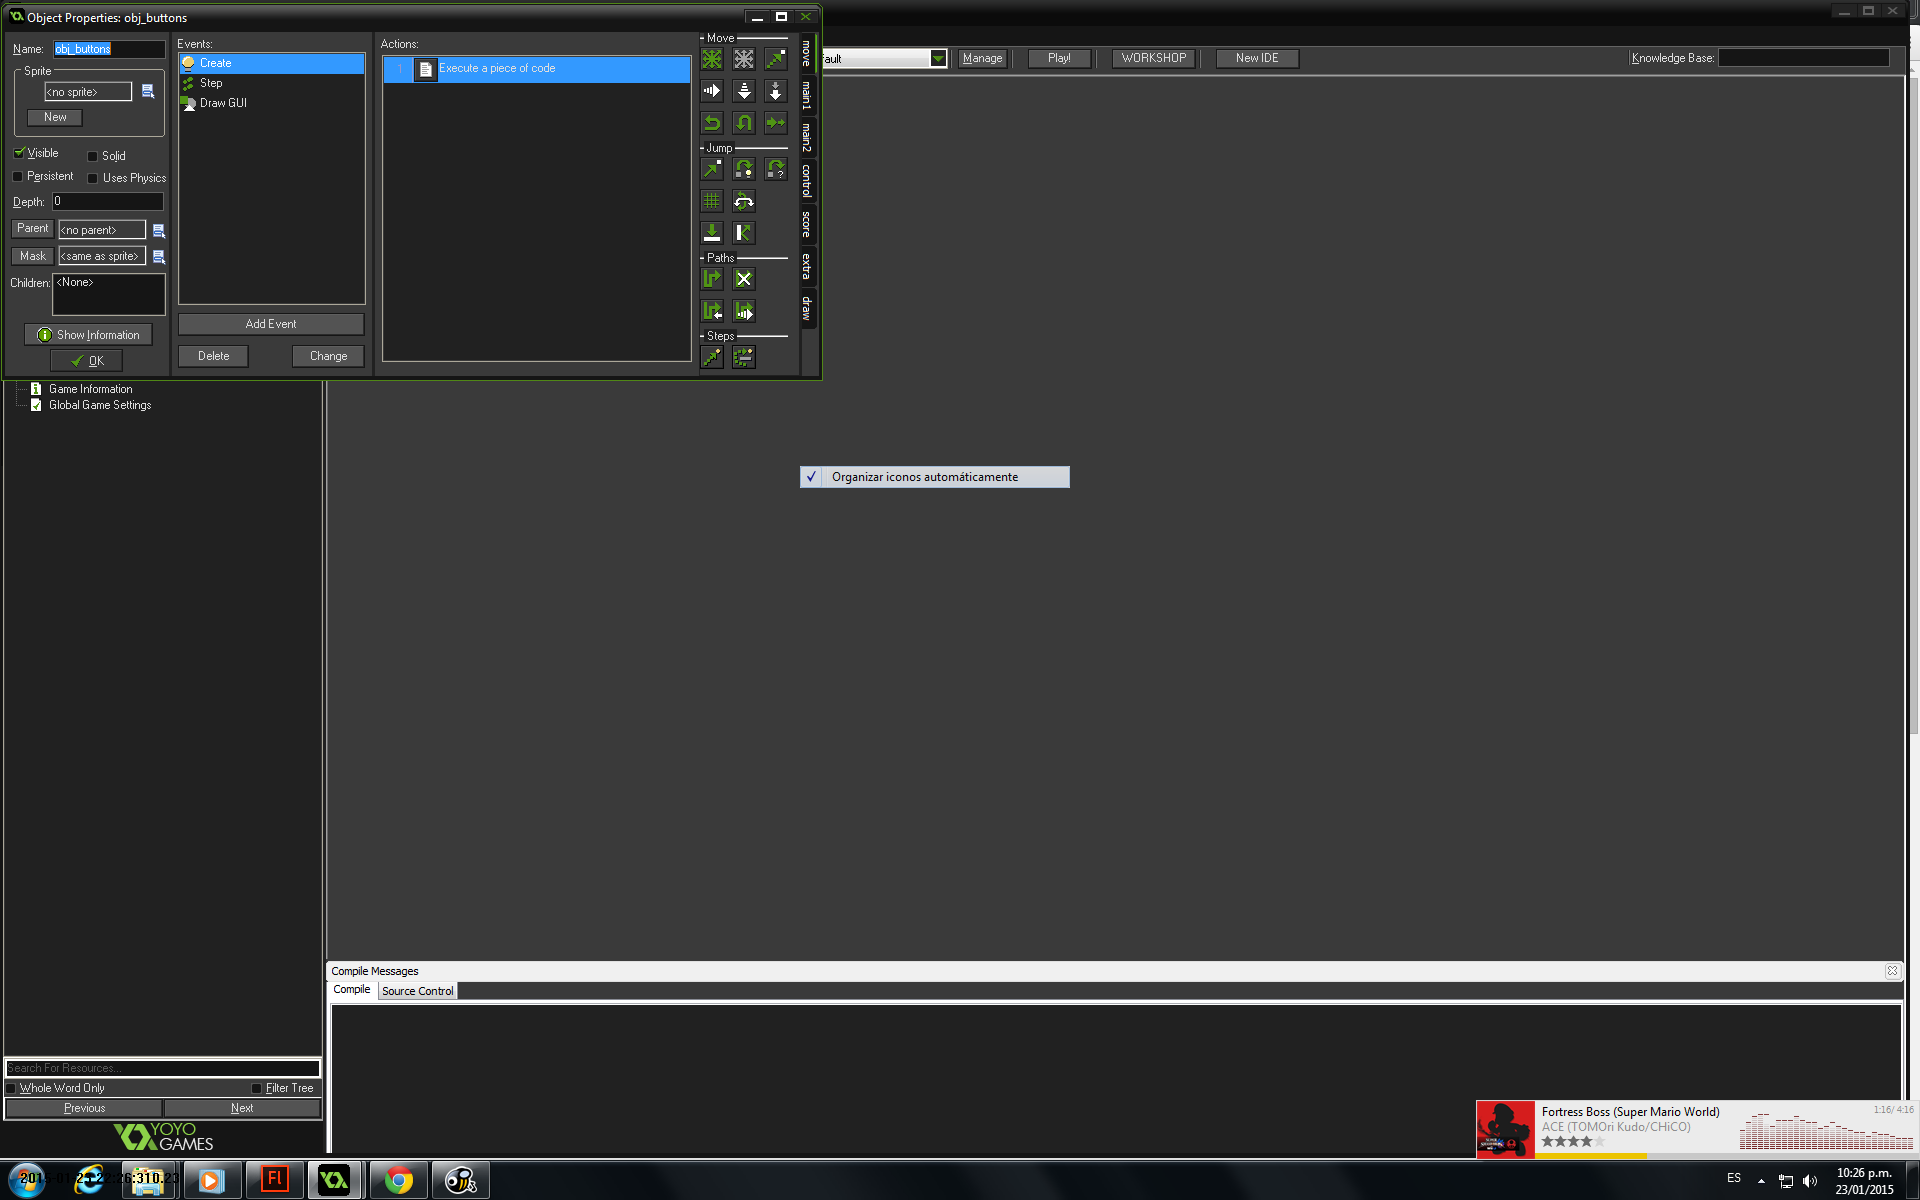 Object Properties: obj_buttons
Name: obj_buttons
Sprite
<no sprite>
New
Visible
Solid
Persistent
Uses Physics
Depth: 0
Parent <no parent>
Mask <same as sprite>
Children: <None>
Show Information
OK
Events:
Create
Step
Draw GUI
Add Event
Delete
Change
Actions:
1 Execute a piece of code
Move
Jump
Paths
Steps
move
main1
main2
control
score
extra
draw
ault
Manage
Play!
WORKSHOP
New IDE
Knowledge Base:
Game Information
Global Game Settings
✓ Organizar iconos automáticamente
Compile Messages
Compile
Source Control
Search For Resources...
Whole Word Only
Filter Tree
Previous
Next
YOYO
GAMES
Fortress Boss (Super Mario World)
1:16/ 4:16
ACE (TOMOri Kudo/CHiCO)
Fl
ES
10:26 p.m.
23/01/2015